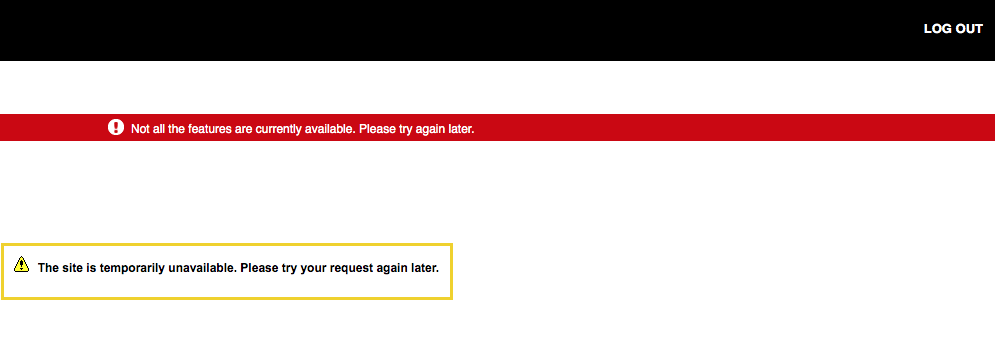 LOG OUT
Not all the features are currently available. Please try again later.
The site is temporarily unavailable. Please try your request again later.